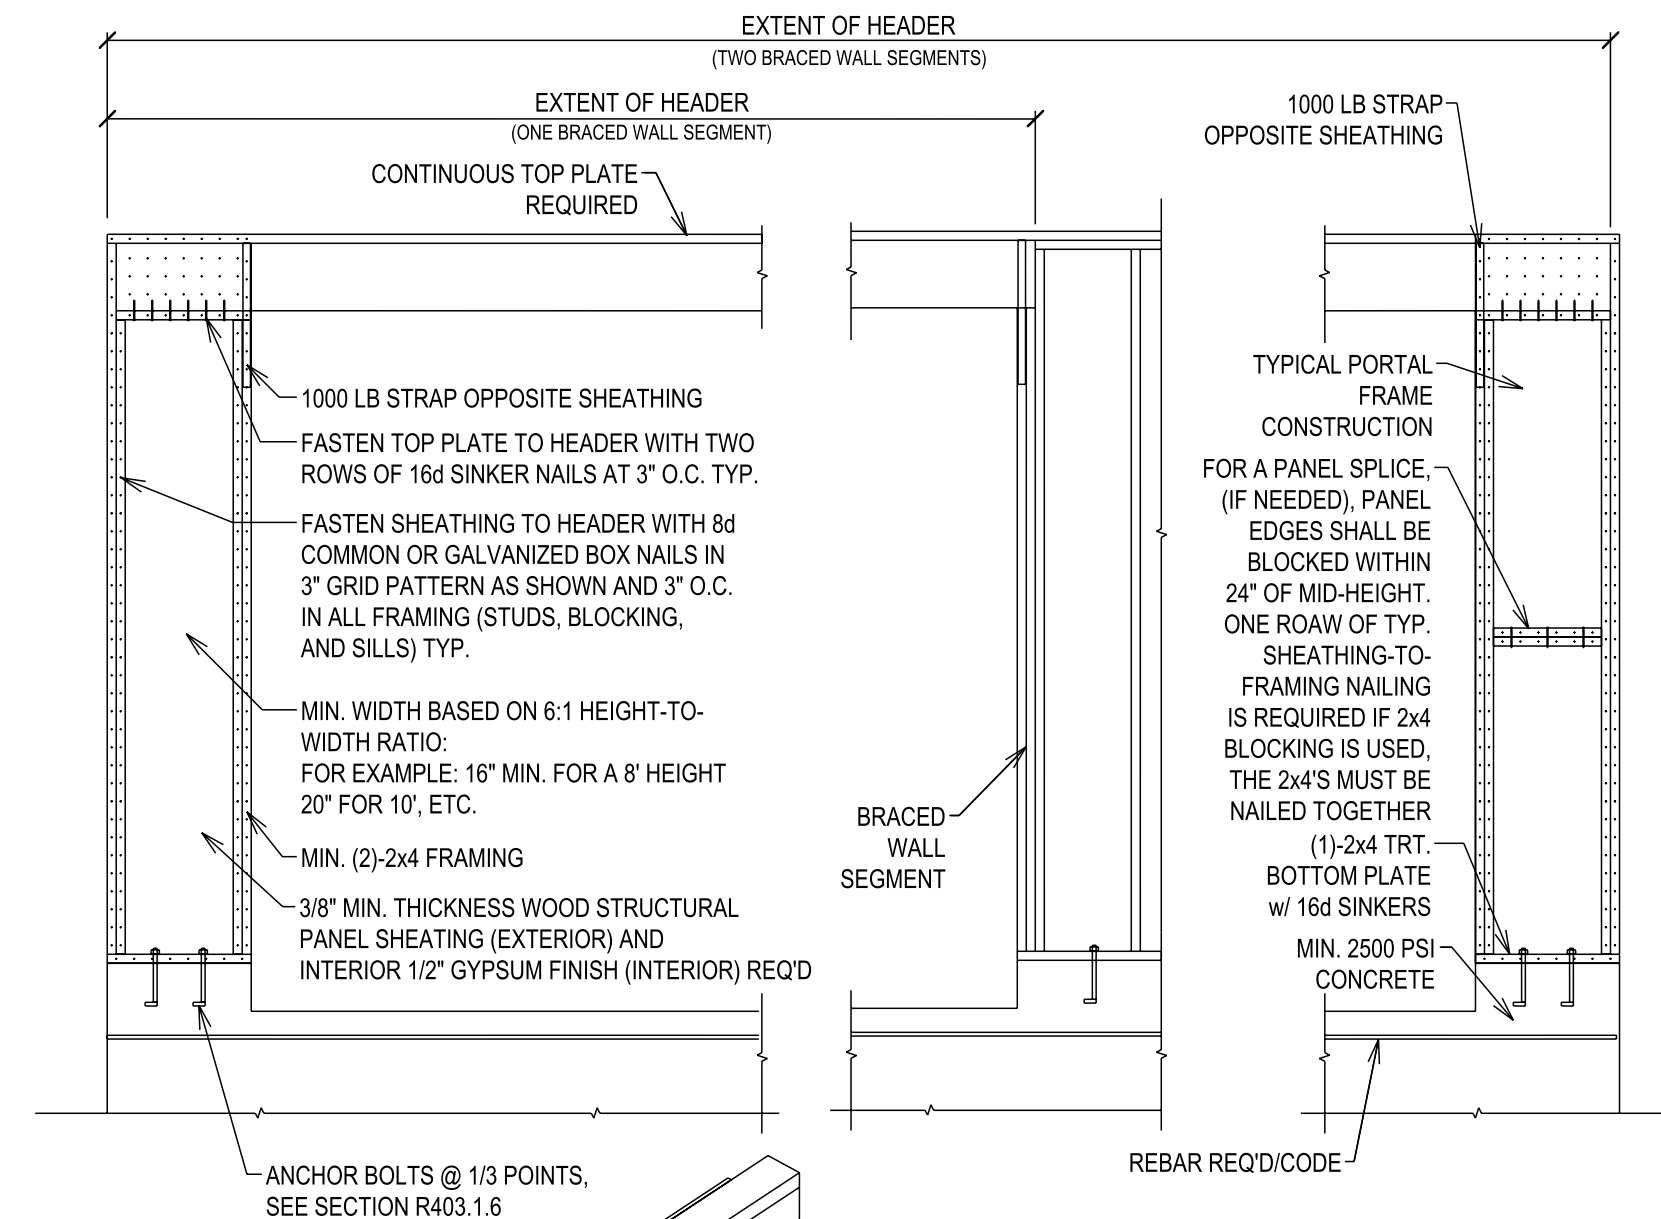 EXTENT OF HEADER
(TWO BRACED WALL SEGMENTS)
EXTENT OF HEADER
(ONE BRACED WALL SEGMENT)
1000 LB STRAP
OPPOSITE SHEATHING
CONTINUOUS TOP PLATE
REQUIRED
1000 LB STRAP OPPOSITE SHEATHING
FASTEN TOP PLATE TO HEADER WITH TWO
ROWS OF 16d SINKER NAILS AT 3" O.C. TYP.
FASTEN SHEATHING TO HEADER WITH 8d
COMMON OR GALVANIZED BOX NAILS IN
3" GRID PATTERN AS SHOWN AND 3" O.C.
IN ALL FRAMING (STUDS, BLOCKING,
AND SILLS) TYP.
MIN. WIDTH BASED ON 6:1 HEIGHT-TO-
WIDTH RATIO:
FOR EXAMPLE: 16" MIN. FOR A 8' HEIGHT
20" FOR 10', ETC.
MIN. (2)-2x4 FRAMING
3/8" MIN. THICKNESS WOOD STRUCTURAL
PANEL SHEATING (EXTERIOR) AND
INTERIOR 1/2" GYPSUM FINISH (INTERIOR) REQ'D
ANCHOR BOLTS @ 1/3 POINTS,
SEE SECTION R403.1.6
BRACED
WALL
SEGMENT
TYPICAL PORTAL
FRAME
CONSTRUCTION
FOR A PANEL SPLICE,
(IF NEEDED), PANEL
EDGES SHALL BE
BLOCKED WITHIN
24" OF MID-HEIGHT.
ONE ROAW OF TYP.
SHEATHING-TO-
FRAMING NAILING
IS REQUIRED IF 2x4
BLOCKING IS USED,
THE 2x4'S MUST BE
NAILED TOGETHER
(1)-2x4 TRT.
BOTTOM PLATE
w/ 16d SINKERS
MIN. 2500 PSI
CONCRETE
REBAR REQ'D/CODE